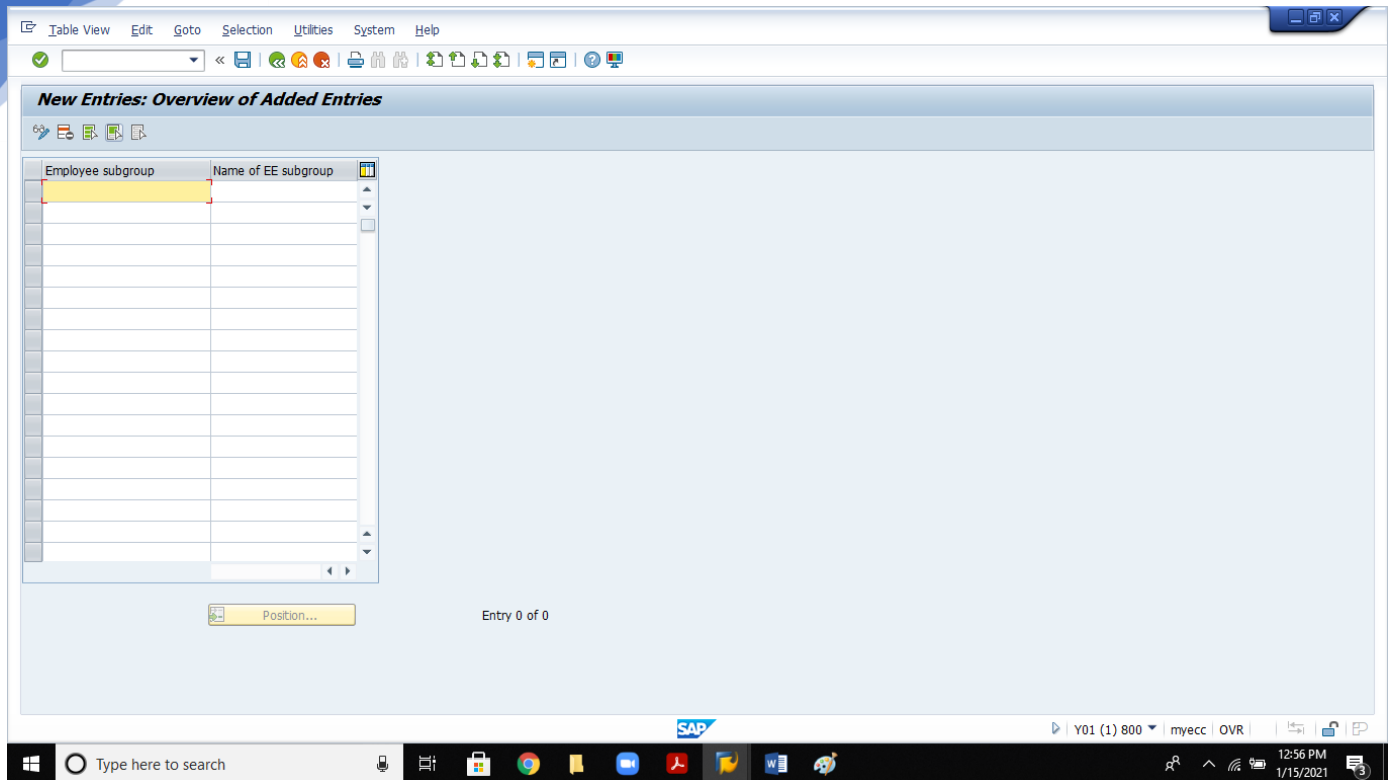 Table View Edit Goto Selection Utilities System Help
New Entries: Overview of Added Entries
Employee subgroup Name of EE subgroup
Position... Entry 0 of 0
SAP Y01 (1) 800 myecc OVR
Type here to search 12:56 PM
1/15/2021 3